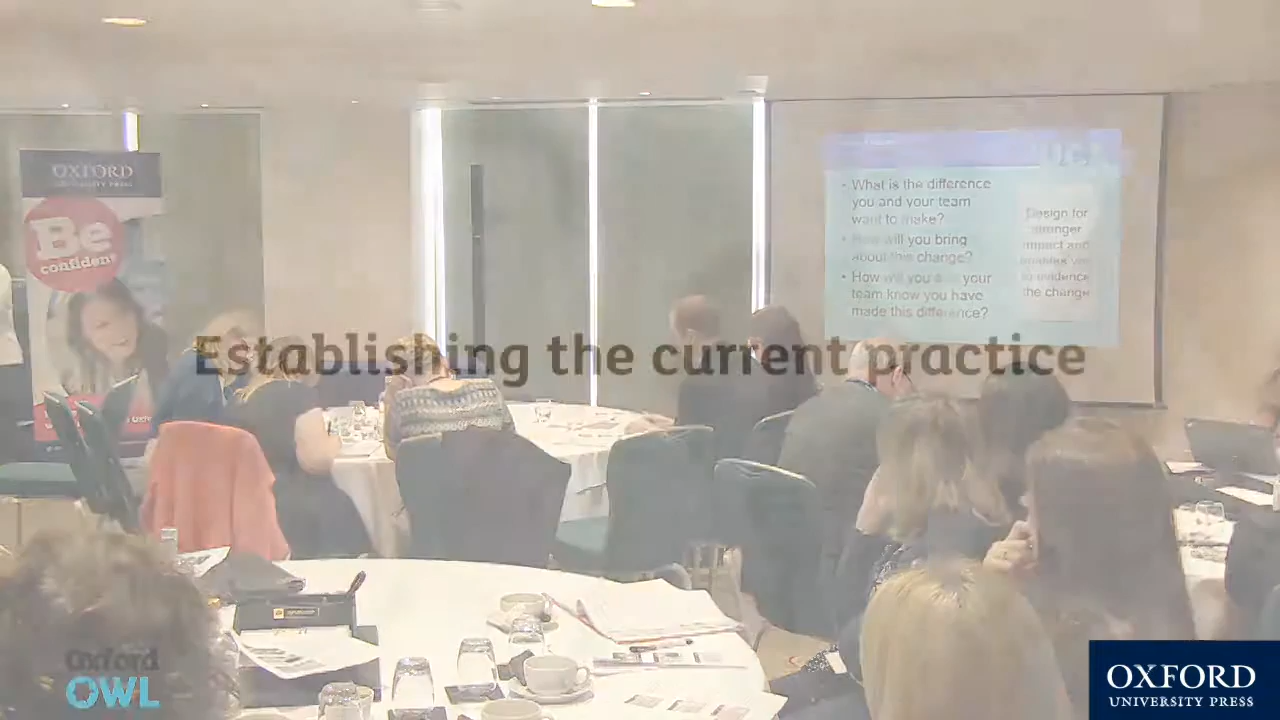 OXFORD
UNIVERSITY PRESS
Be
confident
• What is the difference
you and your team
want to make?
• How will you bring
about this change?
• How will you and your
team know you have
made this difference?
Design for
stronger
impact and
enables you
to evidence
the change
Establishing the current practice
Oxford
OWL
OXFORD
UNIVERSITY PRESS